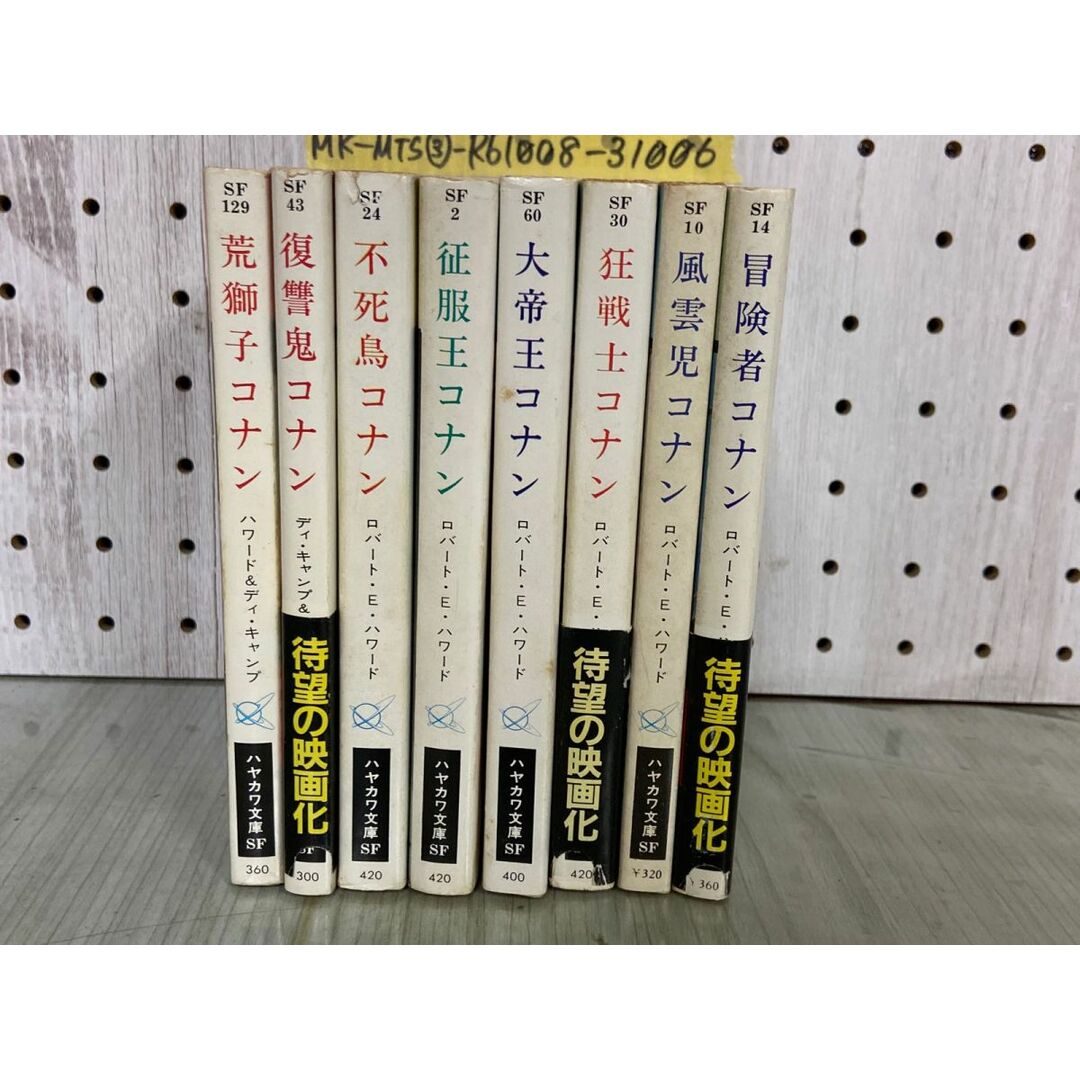 MK-MTS③-R61008-31006
SF
129
荒獅子コナン
ハワード&ディ・キャンプ
ハヤカワ文庫
SF
360
SF
43
復讐鬼コナン
ディ・キャンプ&
待望の映画化
SF
300
SF
24
不死鳥コナン
ロバート・E・ハワード
ハヤカワ文庫
SF
420
SF
2
征服王コナン
ロバート・E・ハワード
ハヤカワ文庫
SF
420
SF
60
大帝王コナン
ロバート・E・ハワード
ハヤカワ文庫
SF
400
SF
30
狂戦士コナン
ロバート・E・
待望の映画化
420
SF
10
風雲児コナン
ロバート・E・ハワード
ハヤカワ文庫
SF
¥320
SF
14
冒険者コナン
ロバート・E・
待望の映画化
¥360